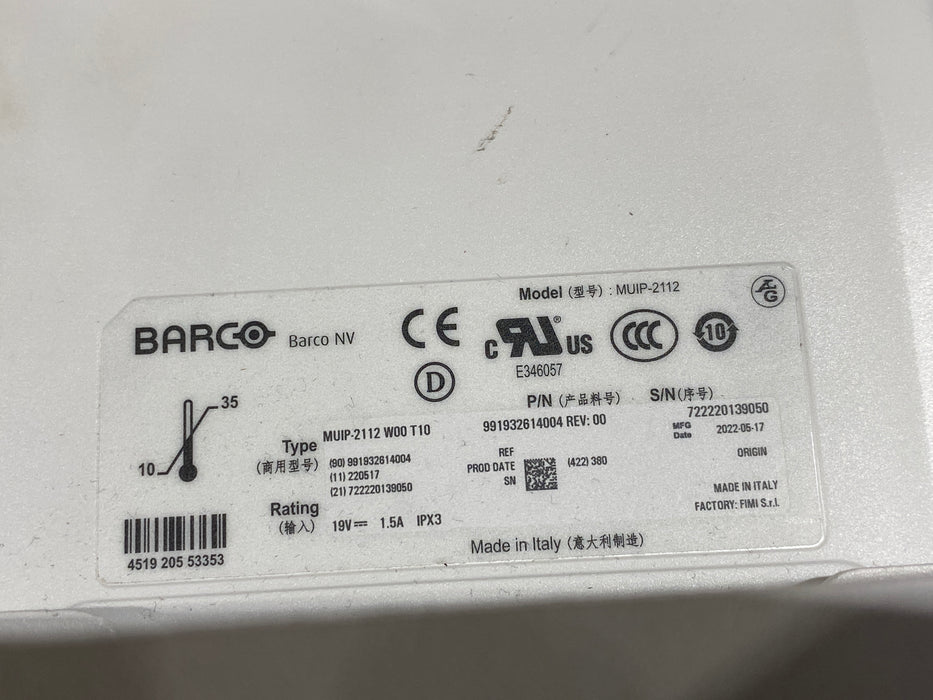 Model (型号) : MUIP-2112
BARCO
Barco NV
CE
D
c RU® US
E346057
CCC
10
Æ G
35
10
Type
(商用型号)
MUIP-2112 W00 T10
(90) 991932614004
(11) 220517
(21) 722220139050
P/N (产品料号)
991932614004 REV: 00
REF
PROD DATE
SN
(422) 380
S/N (序号)
722220139050
MFG
Date
2022-05-17
ORIGIN
MADE IN ITALY
FACTORY: FIMI S.r.l.
Rating
(输入)
19V⎓ 1.5A IPX3
Made in Italy (意大利制造)
4519 205 53353